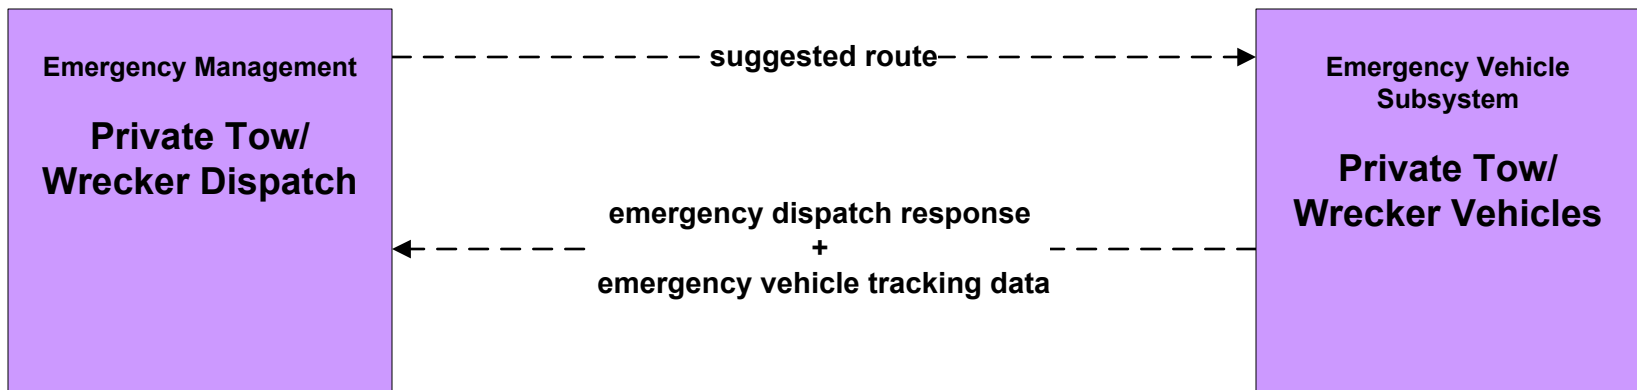 Emergency Management
Private Tow/
Wrecker Dispatch
suggested route
emergency dispatch response
+
emergency vehicle tracking data
Emergency Vehicle
Subsystem
Private Tow/
Wrecker Vehicles